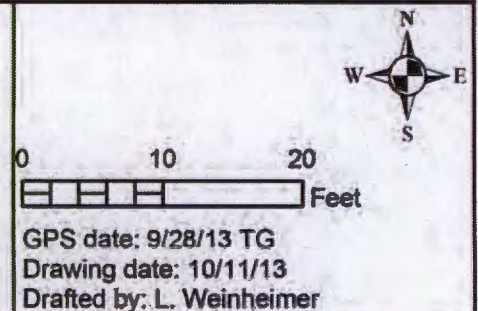 N
W E
S
0 10 20
Feet
GPS date: 9/28/13 TG
Drawing date: 10/11/13
Drafted by: L. Weinheimer